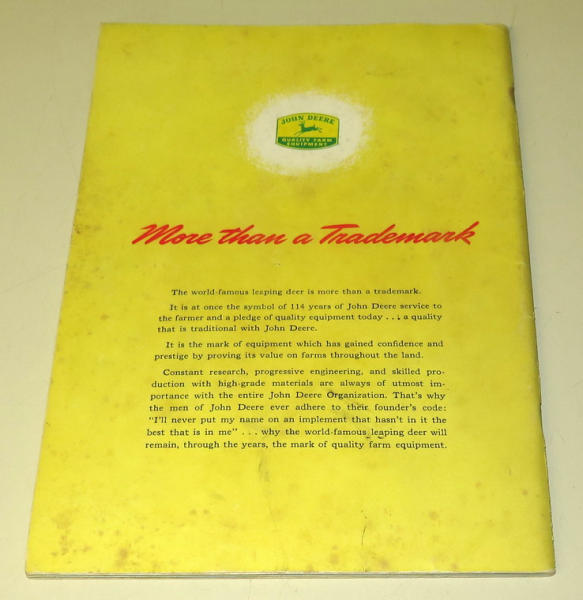 JOHN DEERE
QUALITY FARM
EQUIPMENT
More than a Trademark
The world-famous leaping deer is more than a trademark.
It is at once the symbol of 114 years of John Deere service to
the farmer and a pledge of quality equipment today . . . a quality
that is traditional with John Deere.
It is the mark of equipment which has gained confidence and
prestige by proving its value on farms throughout the land.
Constant research, progressive engineering, and skilled pro-
duction with high-grade materials are always of utmost im-
portance with the entire John Deere Organization. That's why
the men of John Deere ever adhere to their founder's code:
"I'll never put my name on an implement that hasn't in it the
best that is in me" . . . why the world-famous leaping deer will
remain, through the years, the mark of quality farm equipment.